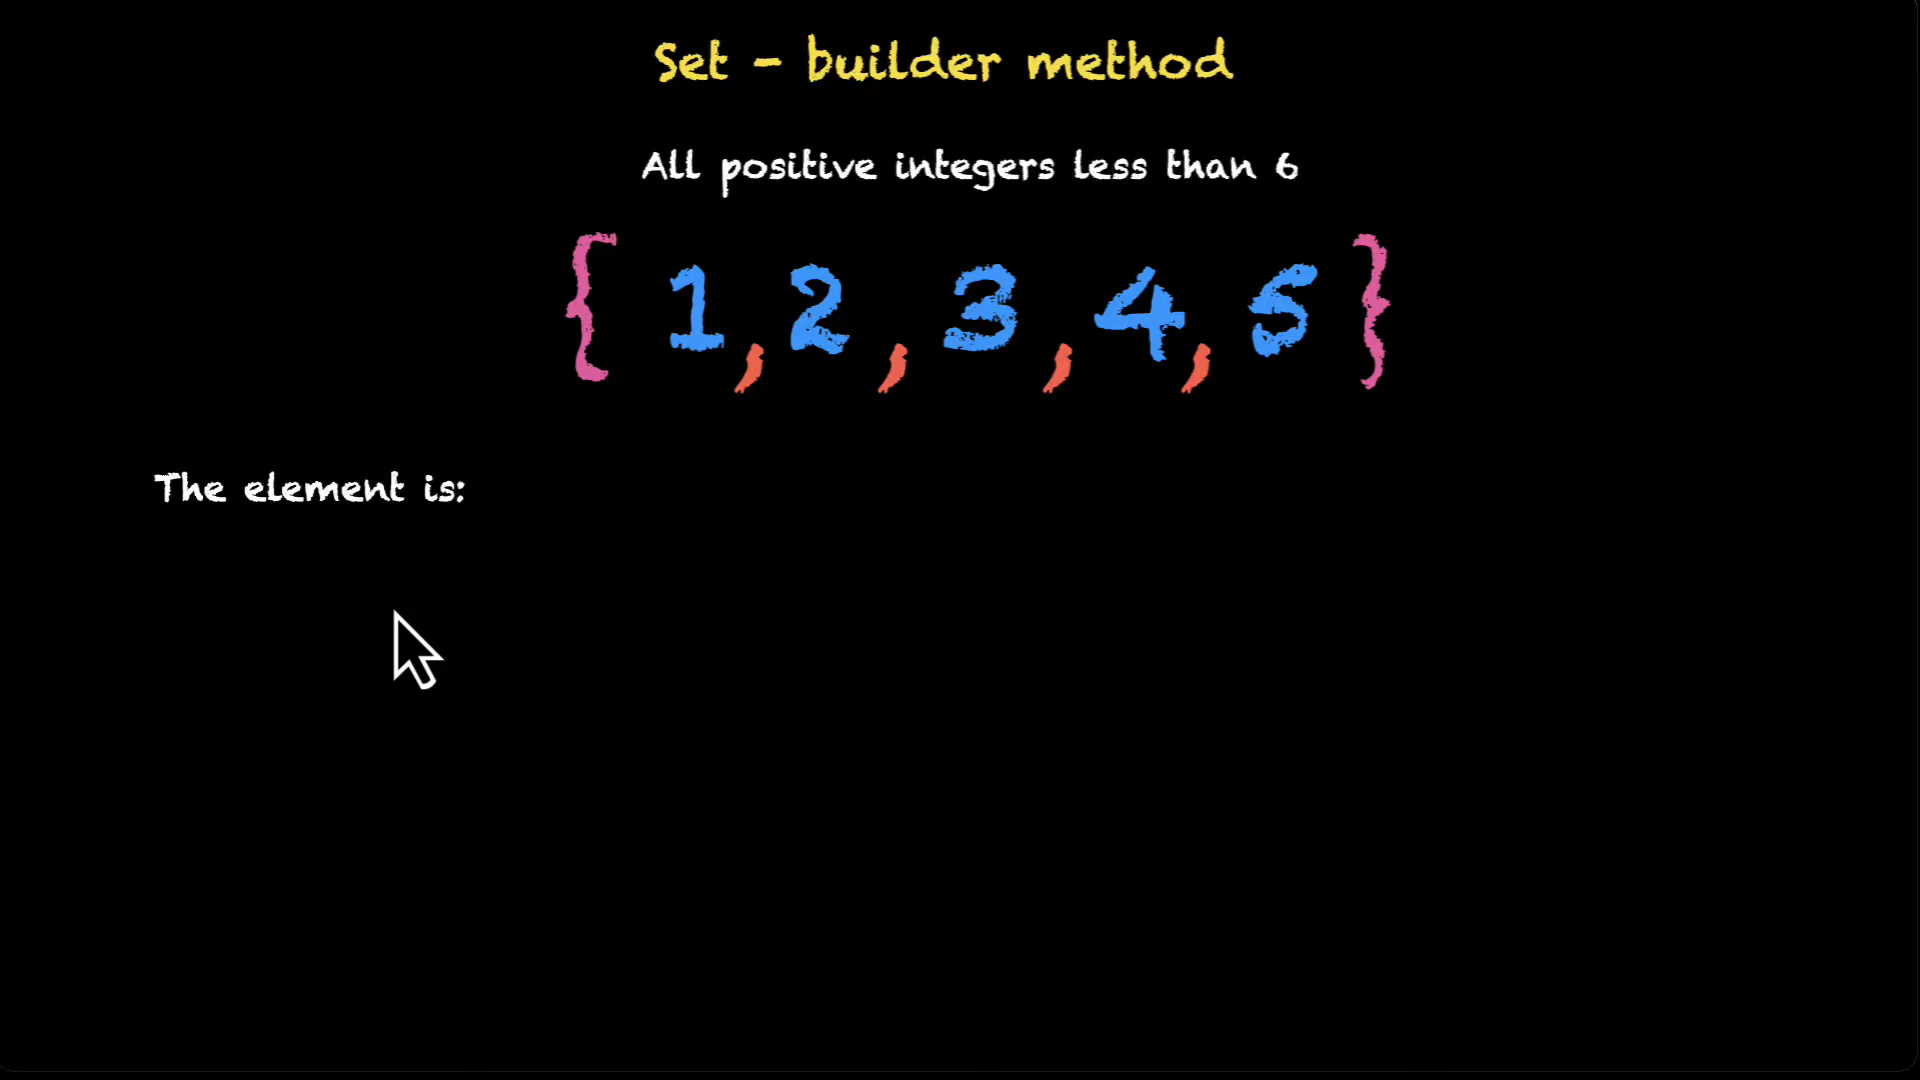 Set - builder method
All positive integers less than 6
{ 1, 2, 3, 4, 5 }
The element is: